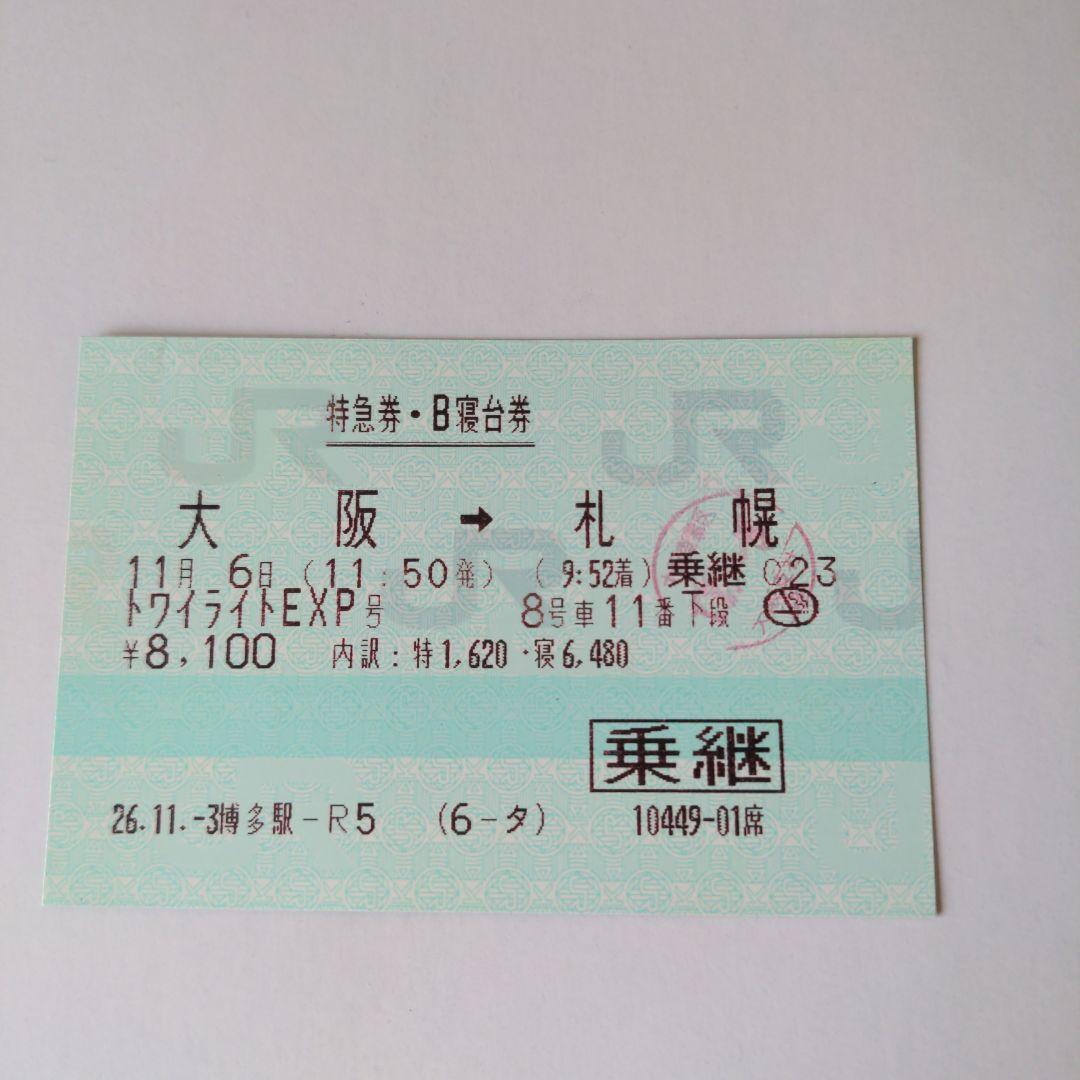 特急券・B寝台券
大阪➡札幌
11月 6日 (11:50発) ( 9:52着) 乗継 C23
トワイライトEXP号 8号車11番下段
¥8,100 内訳:特1,620・寝6,480
乗継
26.11.-3博多駅-R5 (6-タ) 10449-01席